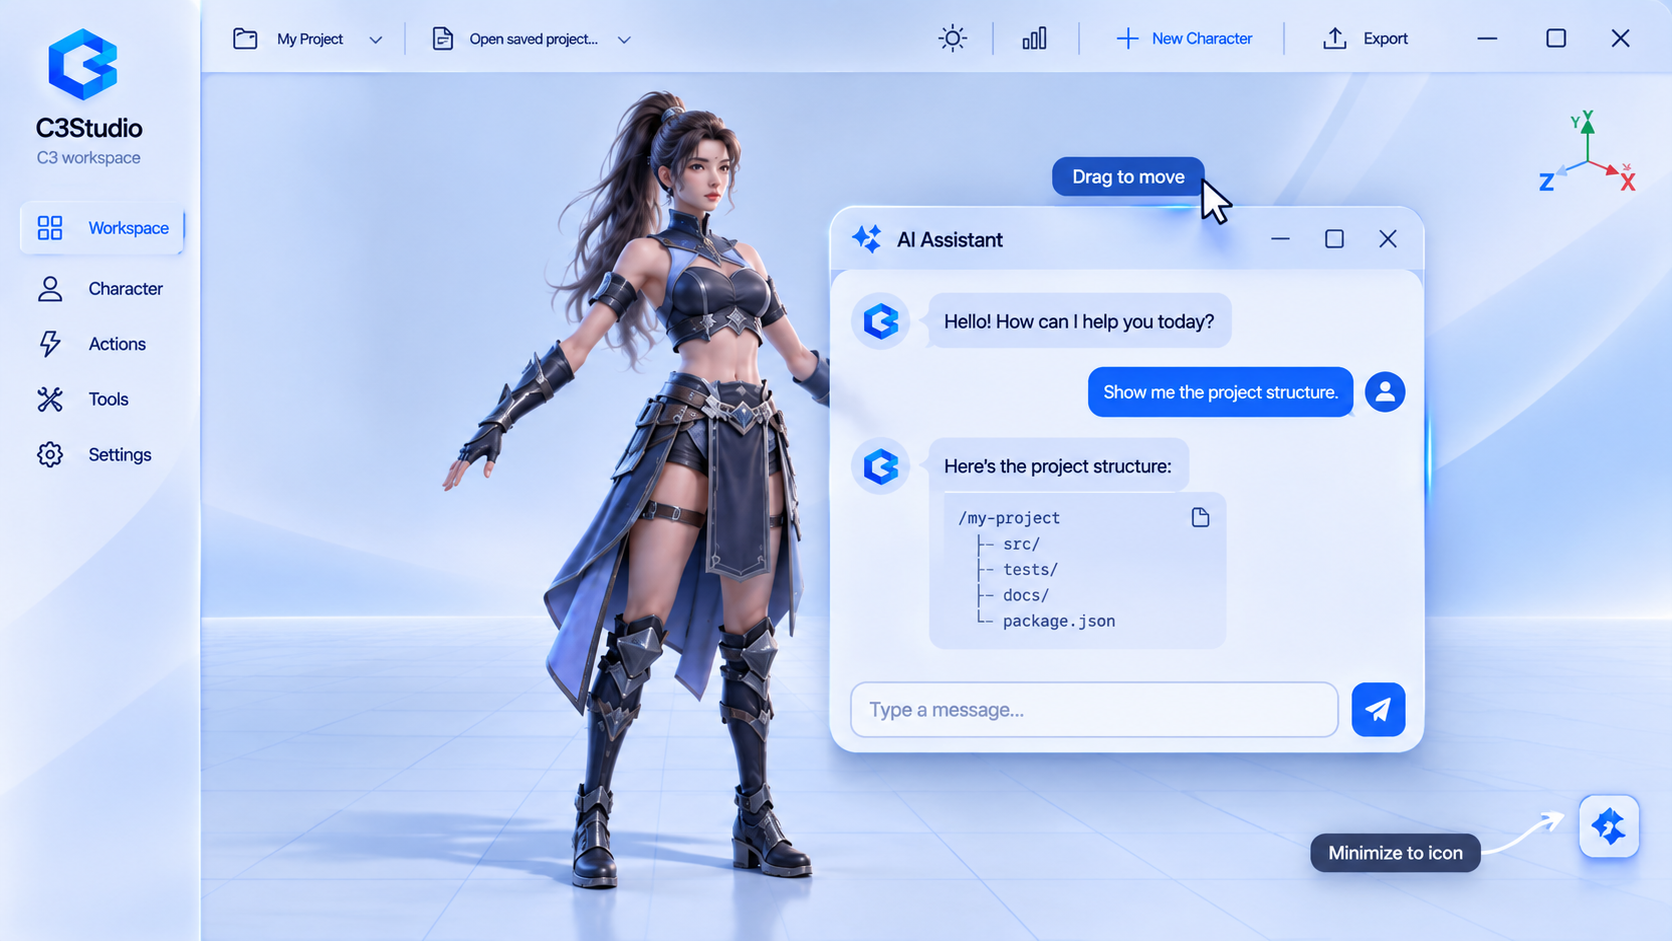 C3Studio
C3 workspace
Workspace
Character
Actions
Tools
Settings
My Project
Open saved project...
New Character
Export
Y
Y
Z
X
Drag to move
AI Assistant
Hello! How can I help you today?
Show me the project structure.
Here's the project structure:
/my-project
├-- src/
├-- tests/
├-- docs/
└-- package.json
Type a message...
Minimize to icon